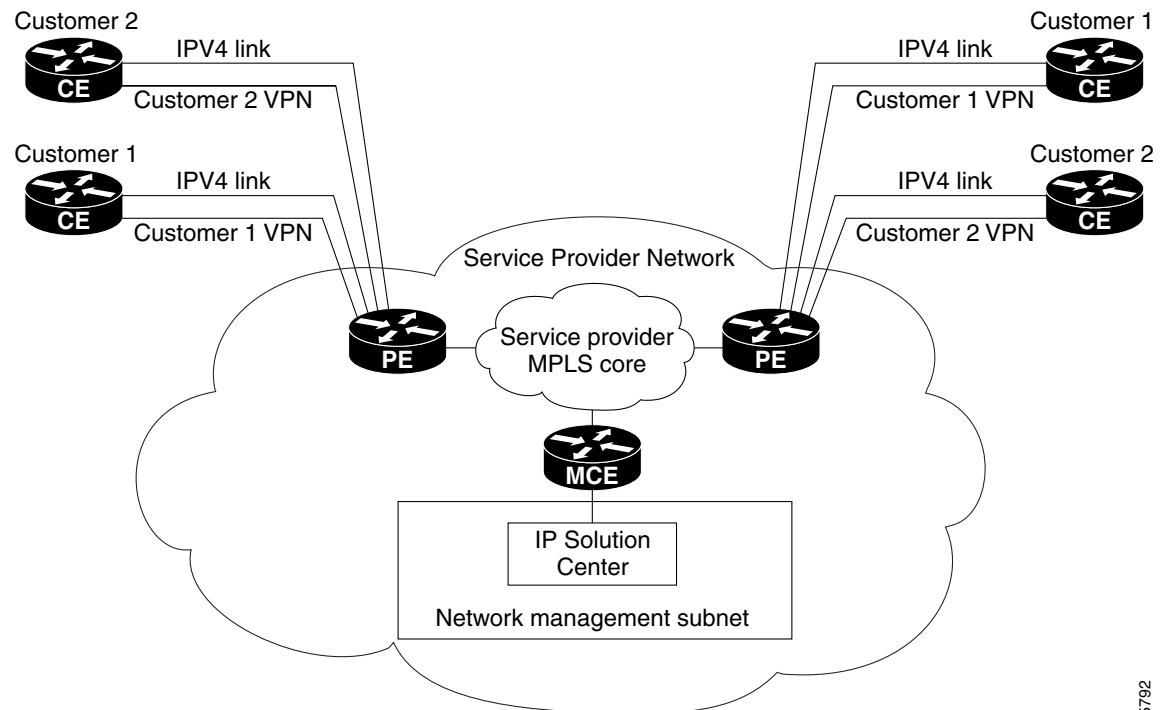 Customer 2
IPV4 link
CE
Customer 2 VPN
Customer 1
IPV4 link
CE
Customer 1 VPN
Customer 1
IPV4 link
CE
Customer 1 VPN
Customer 2
IPV4 link
CE
Customer 2 VPN
Service Provider Network
PE
Service provider
MPLS core
PE
MCE
IP Solution
Center
Network management subnet